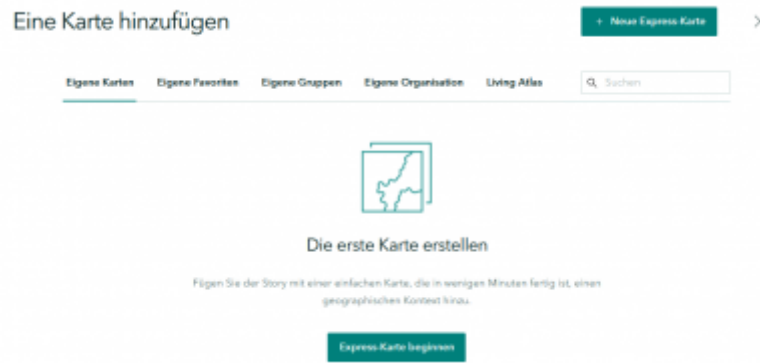 Eine Karte hinzufügen
+ Neue Express-Karte
Eigene Karten Eigene Favoriten Eigene Gruppen Eigene Organisation Living Atlas Suchen
Die erste Karte erstellen
Fügen Sie der Story mit einer einfachen Karte, die in wenigen Minuten fertig ist, einen
geographischen Kontext hinzu.
Express-Karte beginnen